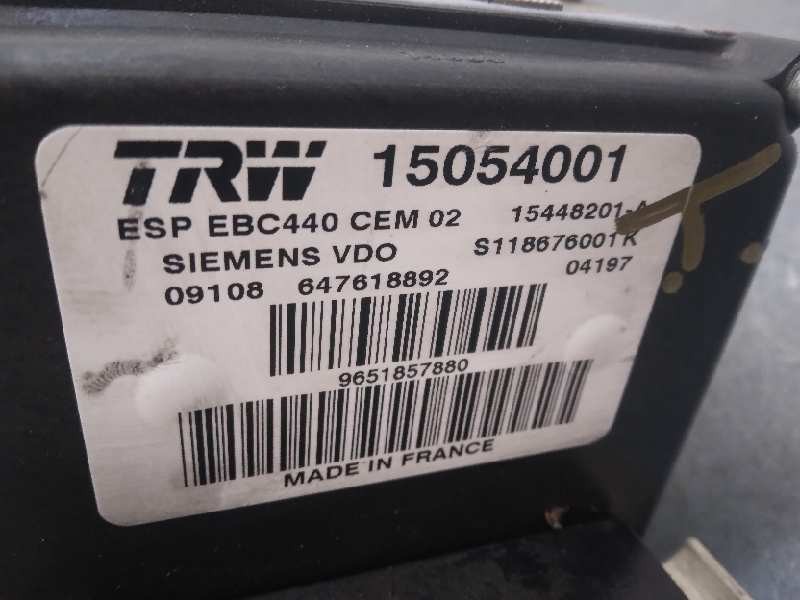 TRW 15054001
ESP EBC440 CEM 02 15448201-A
SIEMENS VDO S118676001K
09108 647618892 04197
9651857880
MADE IN FRANCE